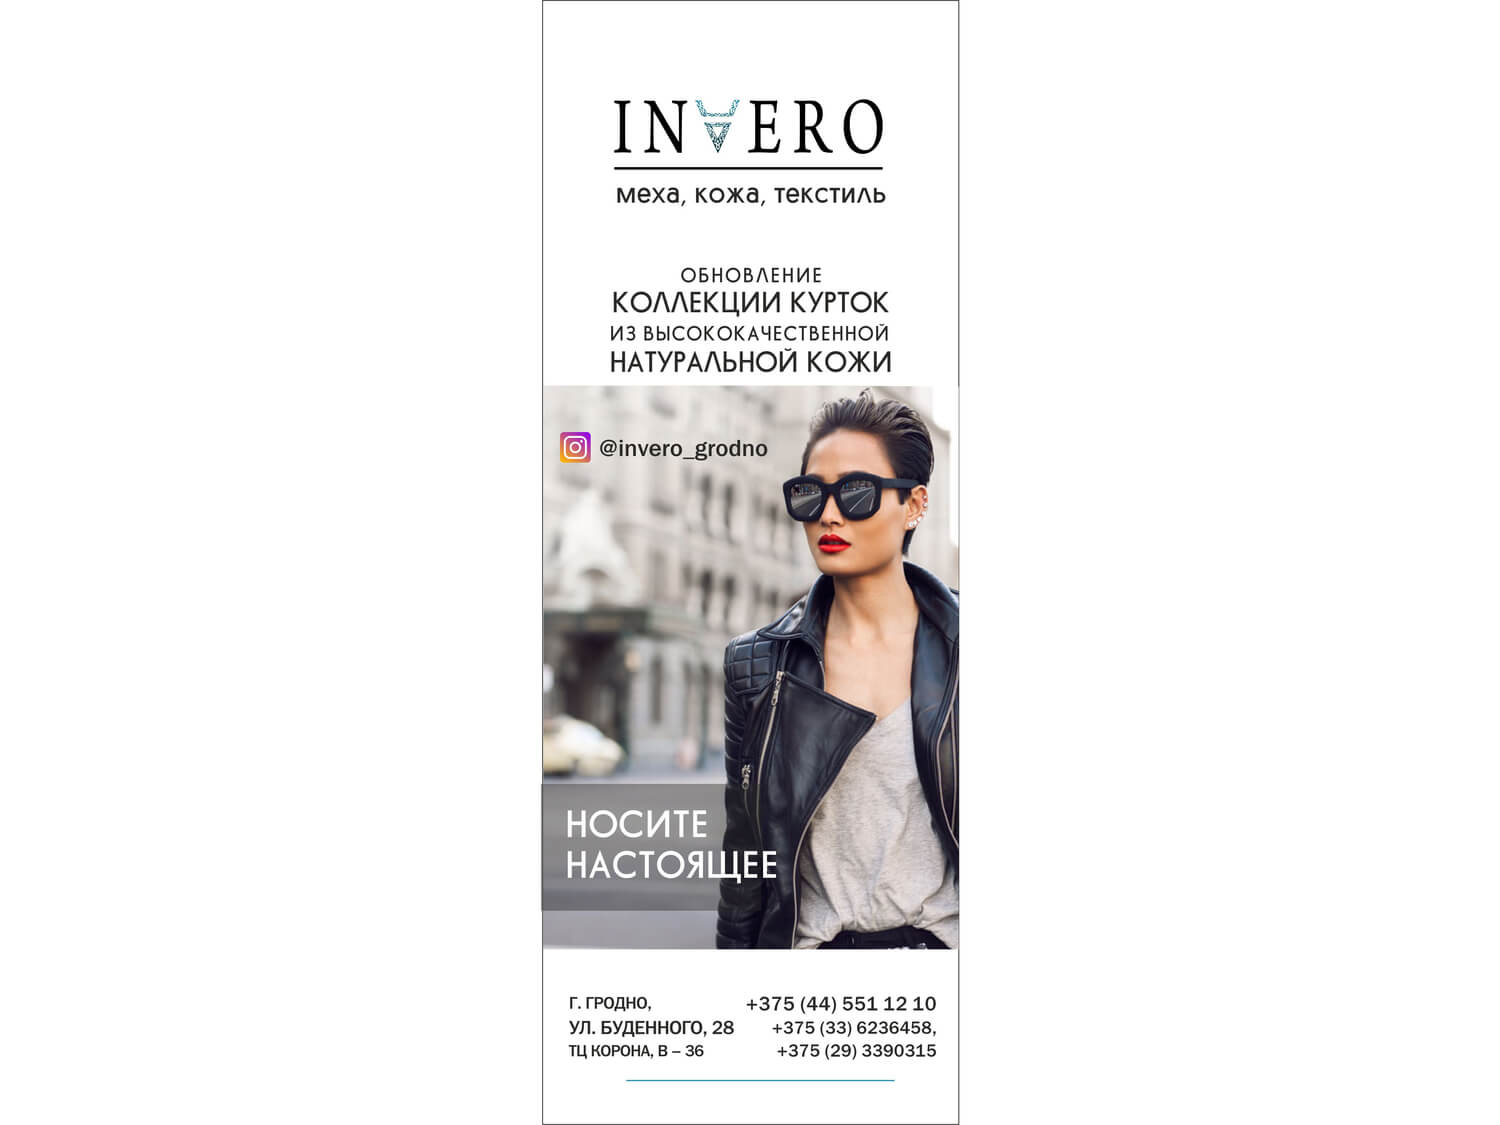 INVERO
меха, кожа, текстиль
ОБНОВЛЕНИЕ
КОЛЛЕКЦИИ КУРТОК
ИЗ ВЫСОКОКАЧЕСТВЕННОЙ
НАТУРАЛЬНОЙ КОЖИ
@invero_grodno
НОСИТЕ
НАСТОЯЩЕЕ
Г. ГРОДНО,
УЛ. БУДЕННОГО, 28
ТЦ КОРОНА, В – 36
+375 (44) 551 12 10
+375 (33) 6236458,
+375 (29) 3390315